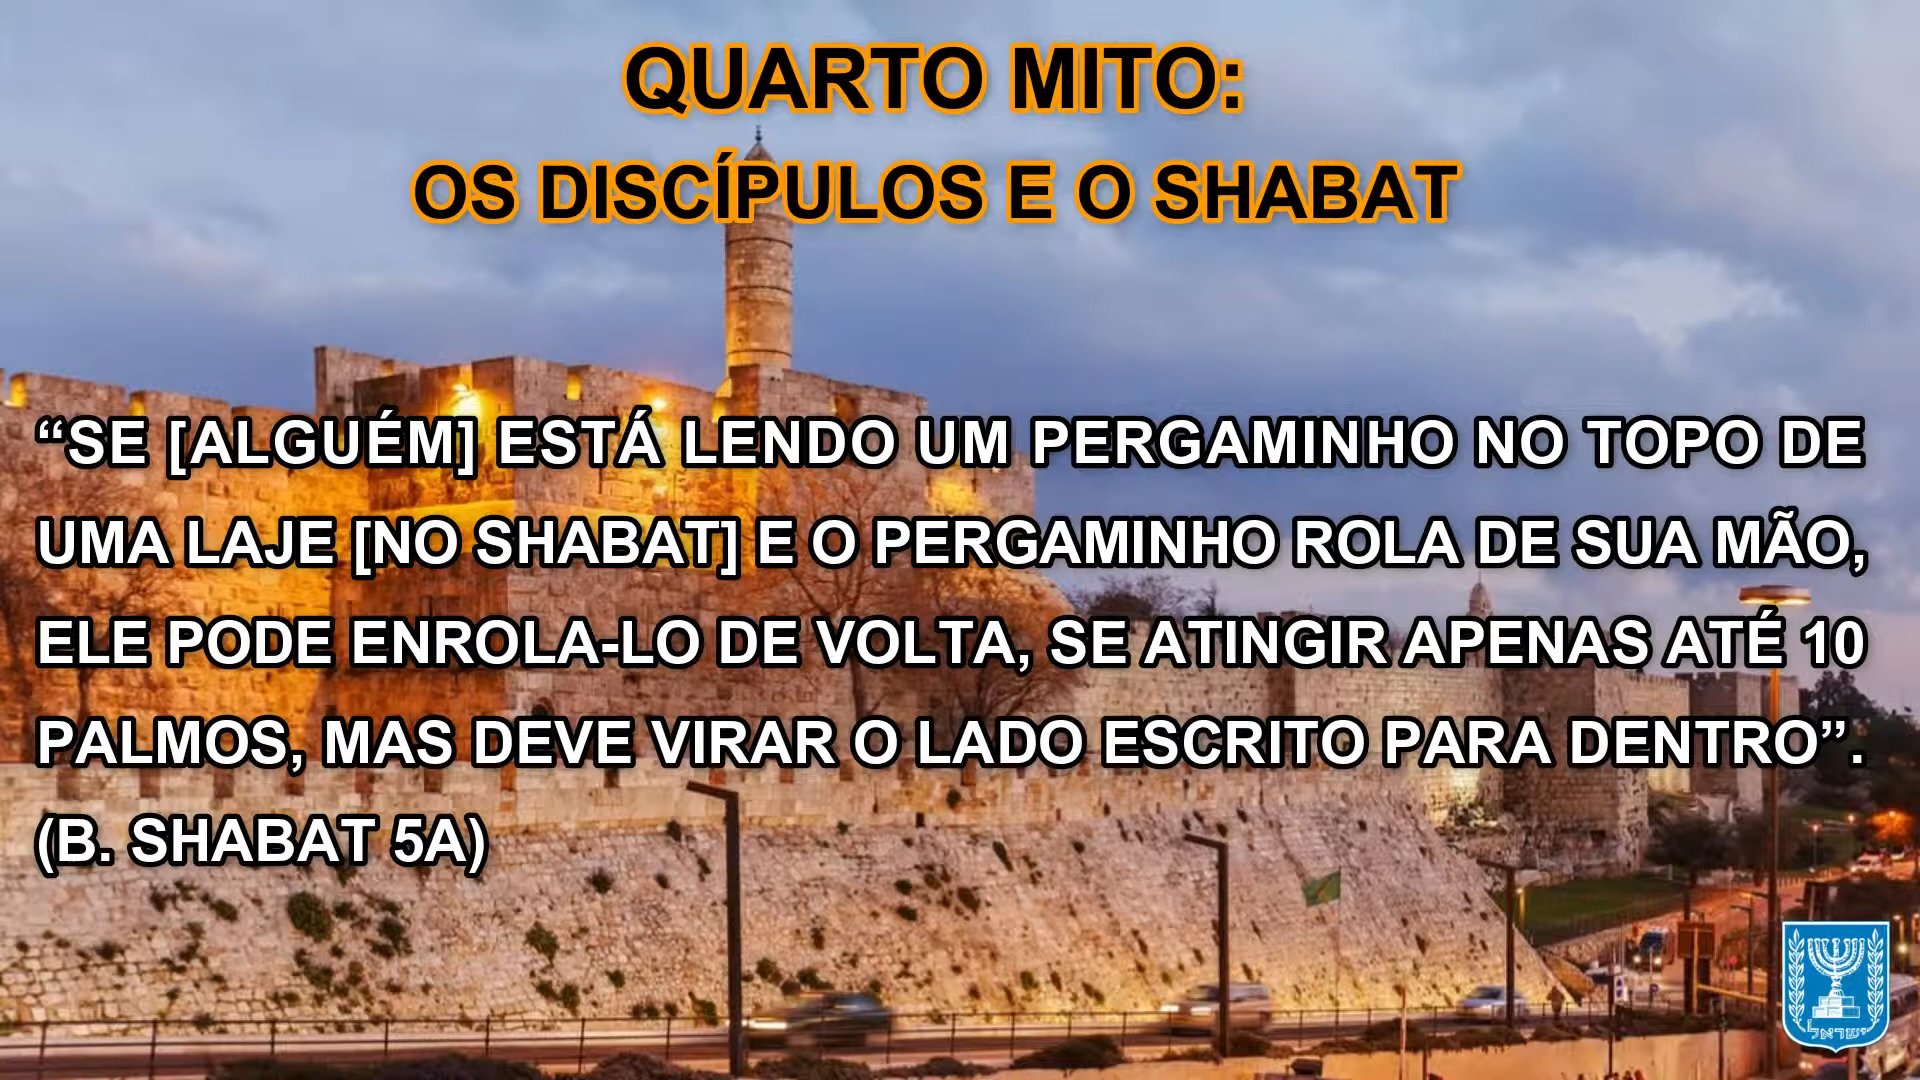 QUARTO MITO:
OS DISCÍPULOS E O SHABAT
“SE [ALGUÉM] ESTÁ LENDO UM PERGAMINHO NO TOPO DE
UMA LAJE [NO SHABAT] E O PERGAMINHO ROLA DE SUA MÃO,
ELE PODE ENROLA-LO DE VOLTA, SE ATINGIR APENAS ATÉ 10
PALMOS, MAS DEVE VIRAR O LADO ESCRITO PARA DENTRO”.
(B. SHABAT 5A)
ישראל